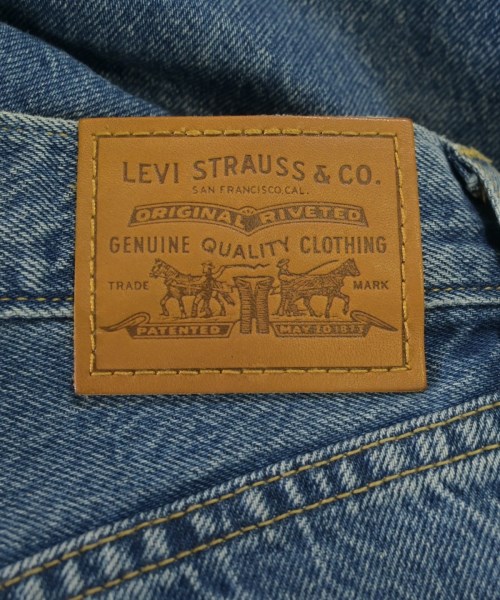 LEVI STRAUSS & CO.
SAN FRANCISCO, CAL.
ORIGINAL RIVETED
GENUINE QUALITY CLOTHING
TRADE MARK
PATENTED MAY 20 1873